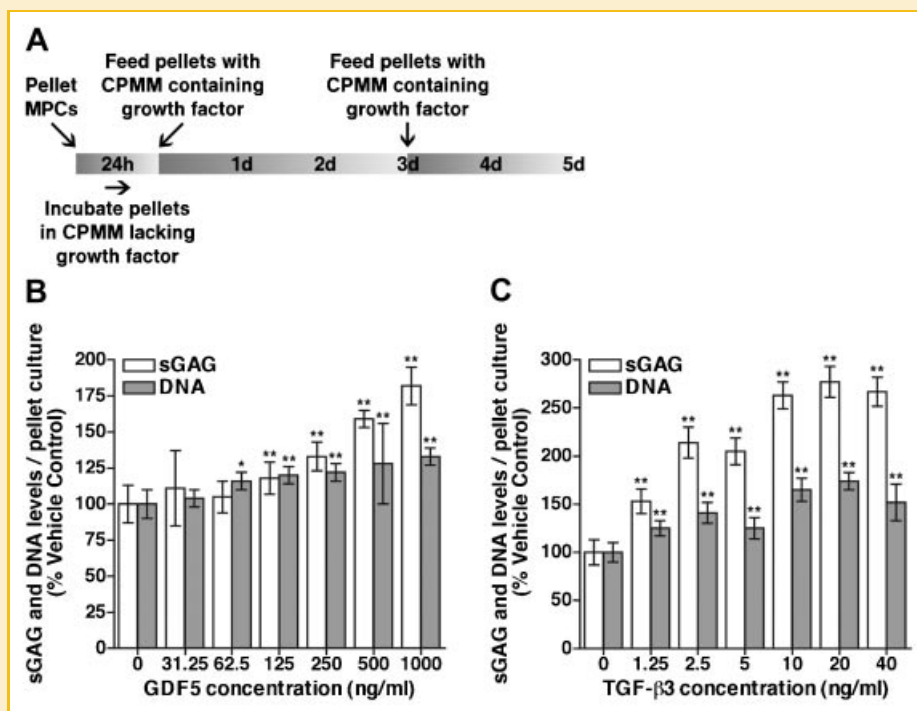 A
Pellet
MPCs
Feed pellets with
CPMM containing
growth factor
Feed pellets with
CPMM containing
growth factor
24h 1d 2d 3d 4d 5d
Incubate pellets
in CPMM lacking
growth factor
B
sGAG and DNA levels / pellet culture
(% Vehicle Control)
200
175
150
125
100
75
50
25
0
sGAG
DNA
* ** ** ** ** ** ** ** ** **
0 31.25 62.5 125 250 500 1000
GDF5 concentration (ng/ml)
C
sGAG and DNA levels / pellet culture
(% Vehicle Control)
300
250
200
150
100
50
0
sGAG
DNA
** ** ** ** ** ** ** ** ** ** ** **
0 1.25 2.5 5 10 20 40
TGF-β3 concentration (ng/ml)